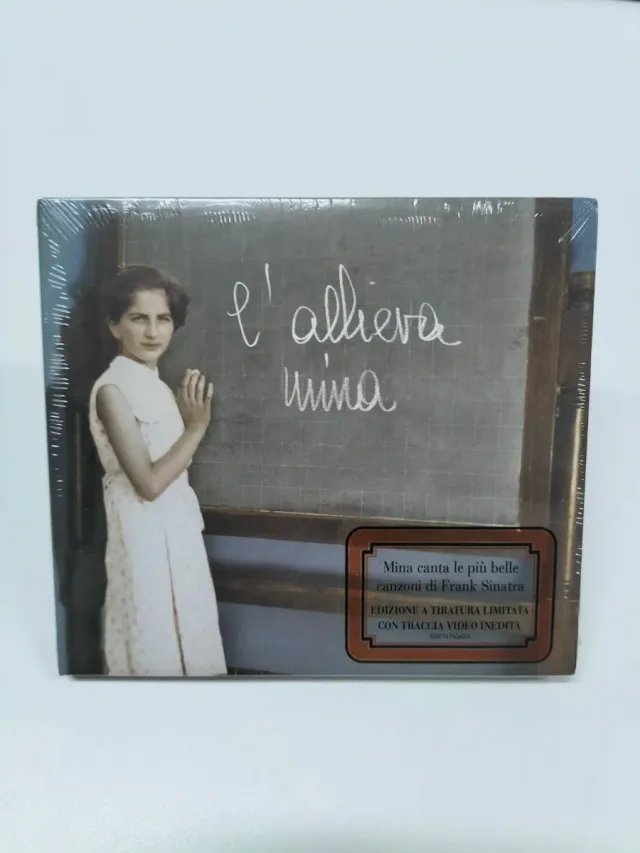 l'allieva
mina
Mina canta le più belle
canzoni di Frank Sinatra
EDIZIONE A TIRATURA LIMITATA
CON TRACCIA VIDEO INEDITA